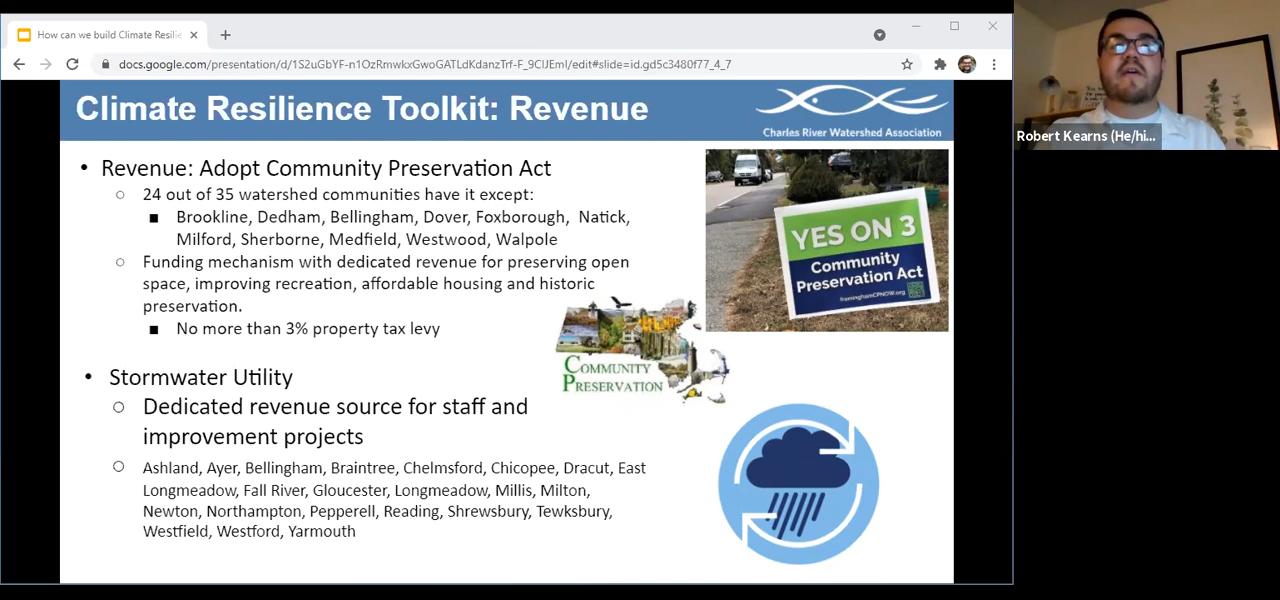 How can we build Climate Resilie
docs.google.com/presentation/d/1S2uGbYF-n1OzRmwkxGwoGATLdKdanzTrf-F_9ClJEmI/edit#slide=id.gd5c3480f77_4_7
Climate Resilience Toolkit: Revenue
Charles River Watershed Association
Robert Kearns (He/hi...
• Revenue: Adopt Community Preservation Act
○ 24 out of 35 watershed communities have it except:
■ Brookline, Dedham, Bellingham, Dover, Foxborough, Natick,
Milford, Sherborne, Medfield, Westwood, Walpole
○ Funding mechanism with dedicated revenue for preserving open
space, improving recreation, affordable housing and historic
preservation.
■ No more than 3% property tax levy
YES ON 3
Community
Preservation Act
framinghamCPNOW.org
COMMUNITY
PRESERVATION
• Stormwater Utility
○ Dedicated revenue source for staff and
improvement projects
○ Ashland, Ayer, Bellingham, Braintree, Chelmsford, Chicopee, Dracut, East
Longmeadow, Fall River, Gloucester, Longmeadow, Millis, Milton,
Newton, Northampton, Pepperell, Reading, Shrewsbury, Tewksbury,
Westfield, Westford, Yarmouth